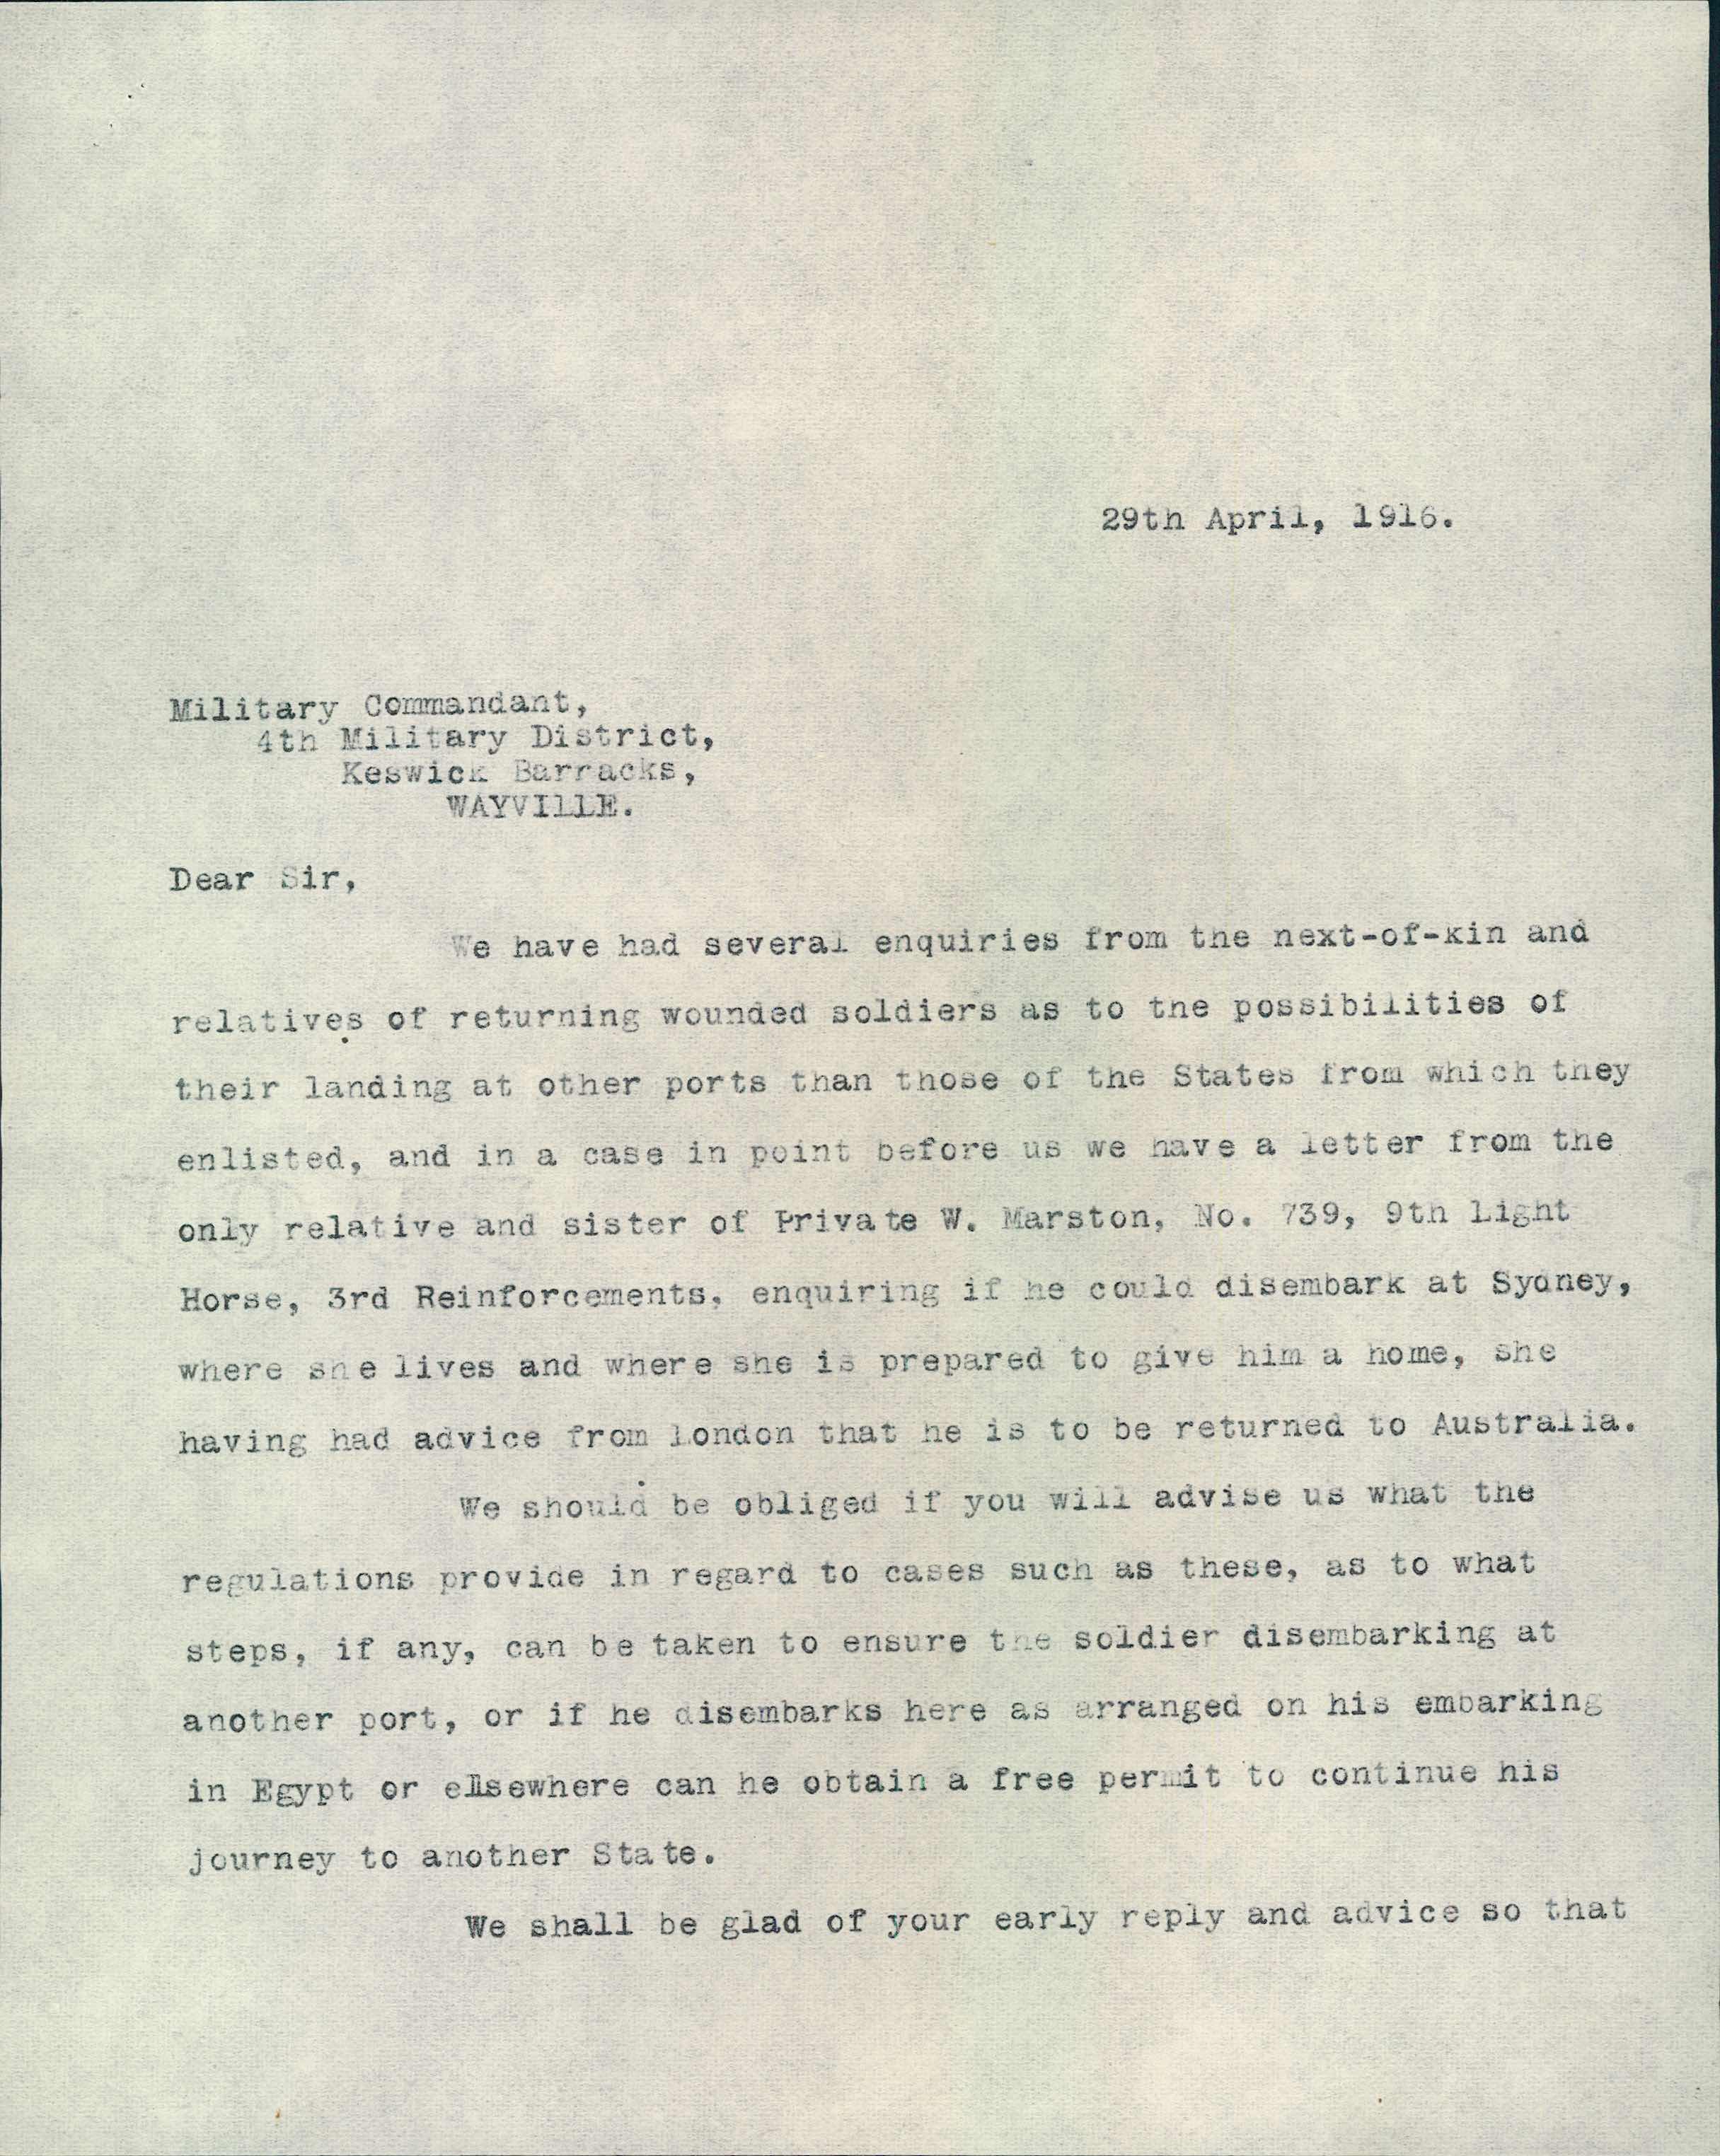 29th April, 1916.
Military Commandant,
4th Military District,
Keswick Barracks,
WAYVILLE.
Dear Sir,
We have had several enquiries from the next-of-kin and
relatives of returning wounded soldiers as to the possibilities of
their landing at other ports than those of the States from which they
enlisted, and in a case in point before us we have a letter from the
only relative and sister of Private W. Marston, No. 739, 9th Light
Horse, 3rd Reinforcements, enquiring if he could disembark at Sydney,
where she lives and where she is prepared to give him a home, she
having had advice from London that he is to be returned to Australia.
We should be obliged if you will advise us what the
regulations provide in regard to cases such as these, as to what
steps, if any, can be taken to ensure the soldier disembarking at
another port, or if he disembarks here as arranged on his embarking
in Egypt or elsewhere can he obtain a free permit to continue his
journey to another State.
We shall be glad of your early reply and advice so that